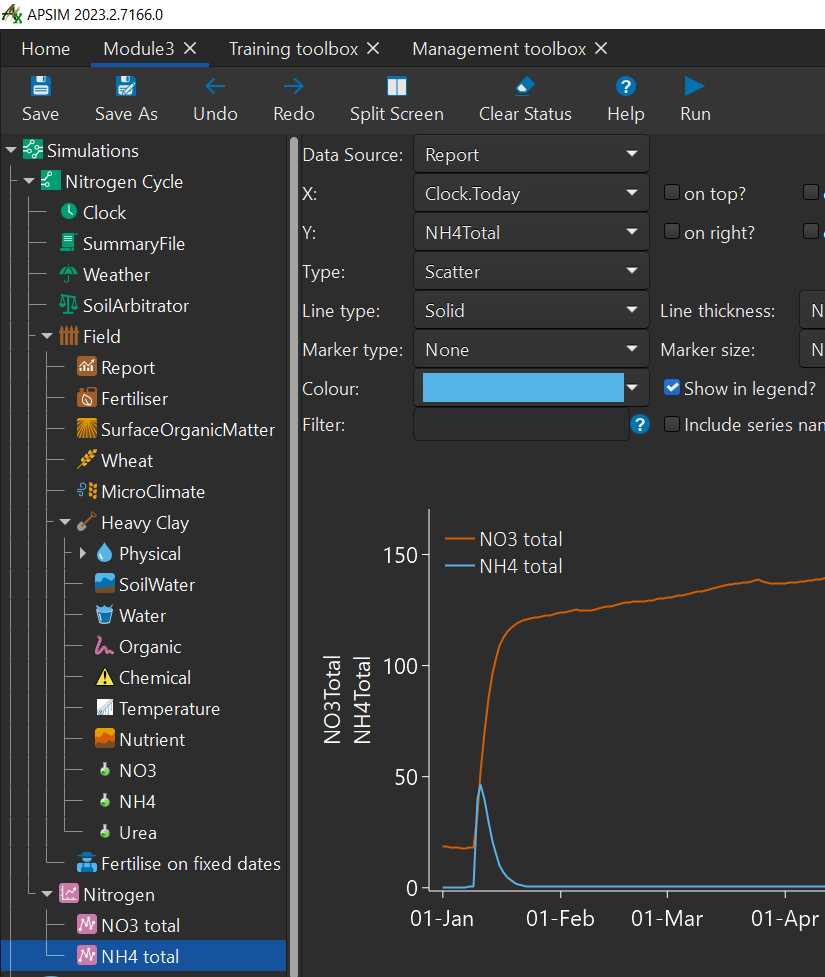 APSIM 2023.2.7166.0
Home Module3 Training toolbox Management toolbox
Save Save As Undo Redo Split Screen Clear Status Help Run
Simulations
Nitrogen Cycle
Clock
SummaryFile
Weather
SoilArbitrator
Field
Report
Fertiliser
SurfaceOrganicMatter
Wheat
MicroClimate
Heavy Clay
Physical
SoilWater
Water
Organic
Chemical
Temperature
Nutrient
NO3
NH4
Urea
Fertilise on fixed dates
Nitrogen
NO3 total
NH4 total
Data Source: Report
X: Clock.Today on top?
Y: NH4Total on right?
Type: Scatter
Line type: Solid Line thickness: N
Marker type: None Marker size: N
Colour: Show in legend?
Filter: ? Include series nam
NO3 total
NH4 total
NO3Total
NH4Total
150
100
50
0
01-Jan 01-Feb 01-Mar 01-Apr